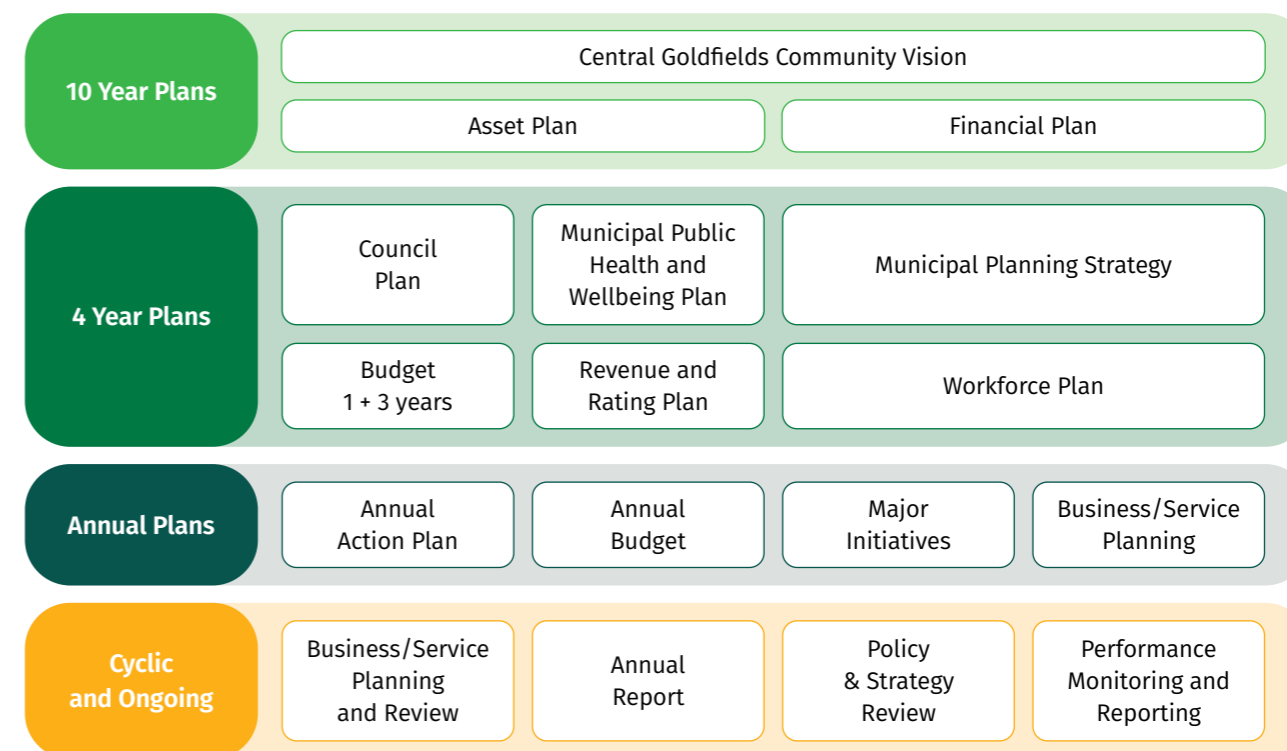 10 Year Plans
Central Goldfields Community Vision
Asset Plan
Financial Plan
4 Year Plans
Council
Plan
Municipal Public
Health and
Wellbeing Plan
Municipal Planning Strategy
Budget
1 + 3 years
Revenue and
Rating Plan
Workforce Plan
Annual Plans
Annual
Action Plan
Annual
Budget
Major
Initiatives
Business/Service
Planning
Cyclic
and Ongoing
Business/Service
Planning
and Review
Annual
Report
Policy
& Strategy
Review
Performance
Monitoring and
Reporting